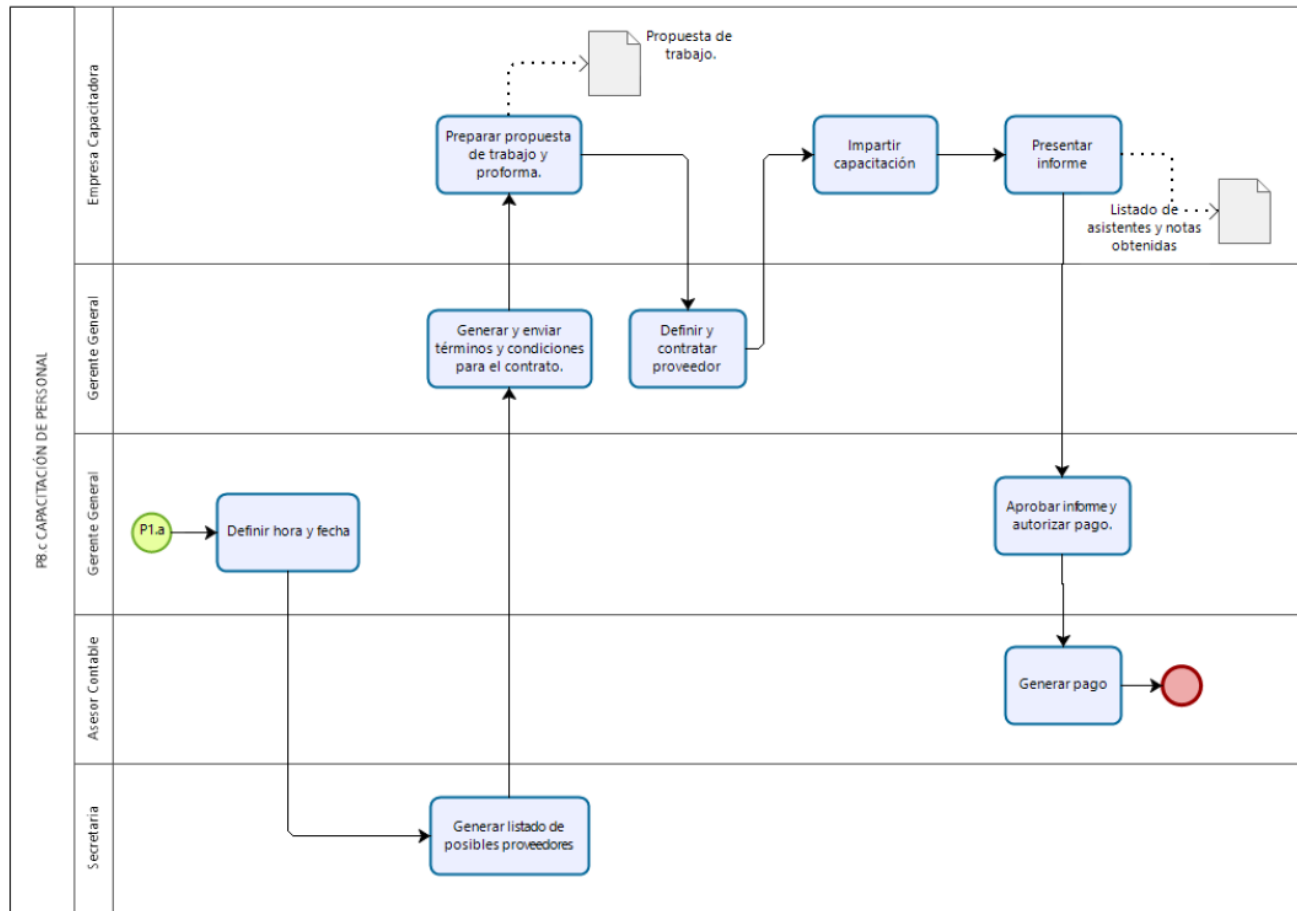 P8.c CAPACITACIÓN DE PERSONAL
Empresa Capacitadora
Propuesta de
trabajo.
Preparar propuesta
de trabajo y
proforma.
Impartir
capacitación
Presentar
informe
Listado de
asistentes y notas
obtenidas
Gerente General
Generar y enviar
términos y condiciones
para el contrato.
Definir y
contratar
proveedor
Gerente General
P1.a
Definir hora y fecha
Aprobar informe y
autorizar pago.
Asesor Contable
Generar pago
Secretaria
Generar listado de
posibles proveedores